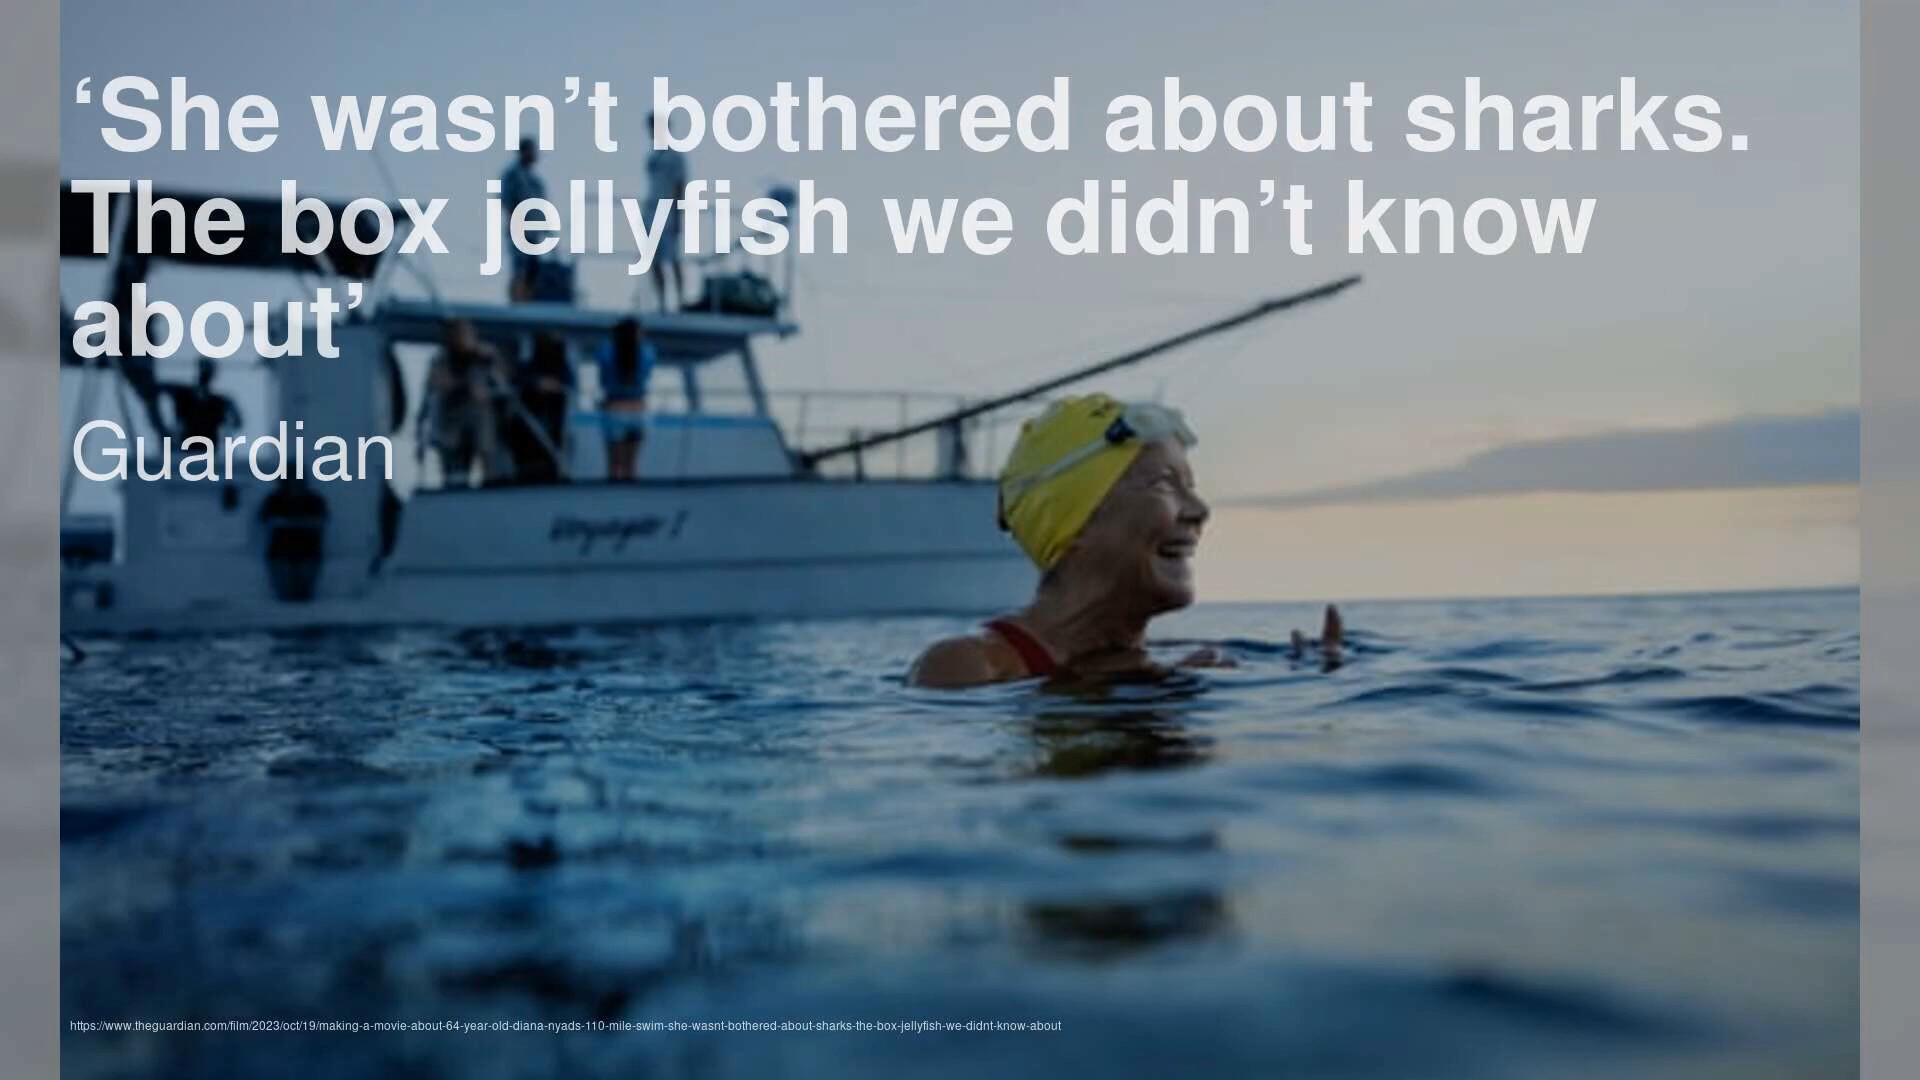 ‘She wasn’t bothered about sharks.
The box jellyfish we didn’t know
about’
Guardian
Voyager I
https://www.theguardian.com/film/2023/oct/19/making-a-movie-about-64-year-old-diana-nyads-110-mile-swim-she-wasnt-bothered-about-sharks-the-box-jellyfish-we-didnt-know-about